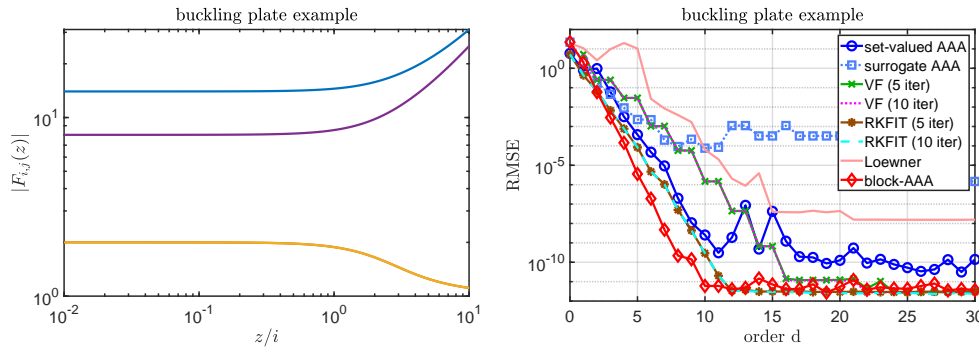 buckling plate example
|F_{i,j}(z)|
10^1
10^0
10^{-2}
10^{-1}
10^0
10^1
z/i
buckling plate example
RMSE
10^0
10^{-5}
10^{-10}
0 5 10 15 20 25 30
order d
set-valued AAA
surrogate AAA
VF (5 iter)
VF (10 iter)
RKFIT (5 iter)
RKFIT (10 iter)
Loewner
block-AAA